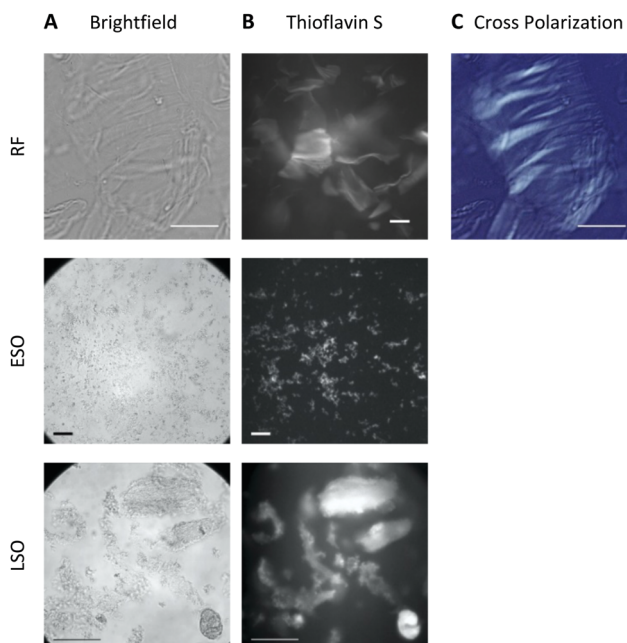 A Brightfield
B Thioflavin S
C Cross Polarization
RF
ESO
LSO